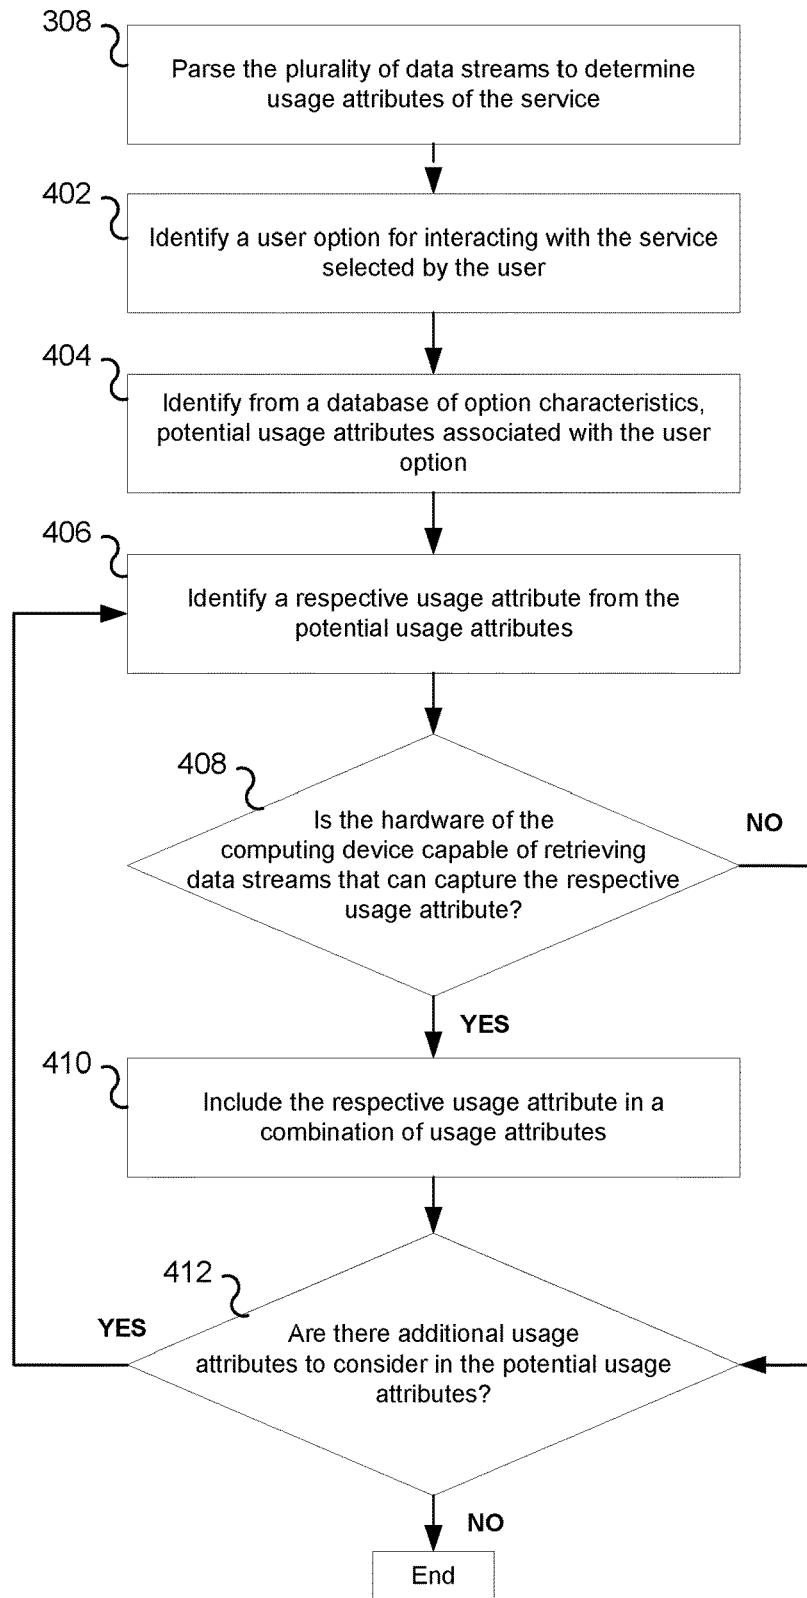 308
Parse the plurality of data streams to determine
usage attributes of the service
402
Identify a user option for interacting with the service
selected by the user
404
Identify from a database of option characteristics,
potential usage attributes associated with the user
option
406
Identify a respective usage attribute from the
potential usage attributes
408
Is the hardware of the
computing device capable of retrieving
data streams that can capture the respective
usage attribute?
NO
YES
410
Include the respective usage attribute in a
combination of usage attributes
412
YES
Are there additional usage
attributes to consider in the potential usage
attributes?
NO
End